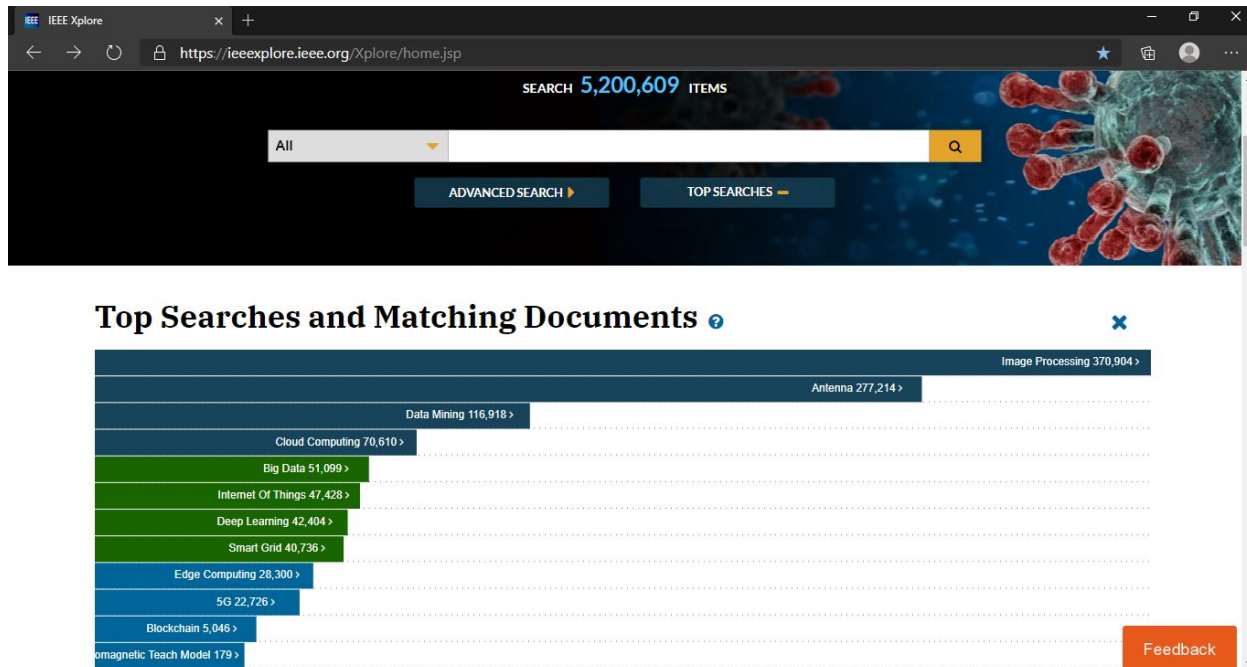 IEEE IEEE Xplore
https://ieeexplore.ieee.org/Xplore/home.jsp
SEARCH 5,200,609 ITEMS
All
ADVANCED SEARCH
TOP SEARCHES
Top Searches and Matching Documents
Image Processing 370,904 >
Antenna 277,214 >
Data Mining 116,918 >
Cloud Computing 70,610 >
Big Data 51,099 >
Internet Of Things 47,428 >
Deep Learning 42,404 >
Smart Grid 40,736 >
Edge Computing 28,300 >
5G 22,726 >
Blockchain 5,046 >
omagnetic Teach Model 179 >
Feedback